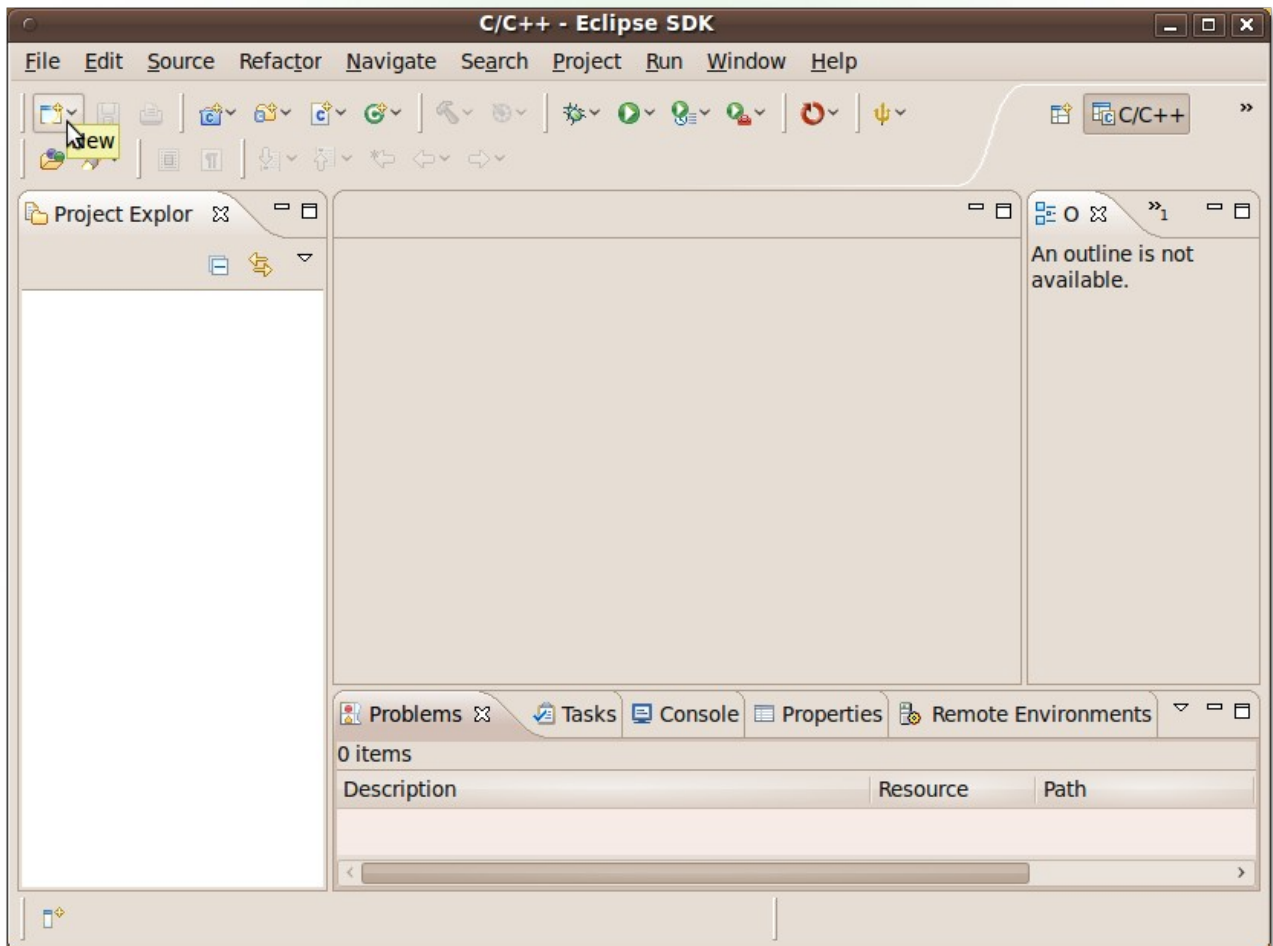 C/C++ - Eclipse SDK
File Edit Source Refactor Navigate Search Project Run Window Help
C/C++ »
New
Project Explor
O »1
An outline is not
available.
Problems Tasks Console Properties Remote Environments
0 items
Description Resource Path